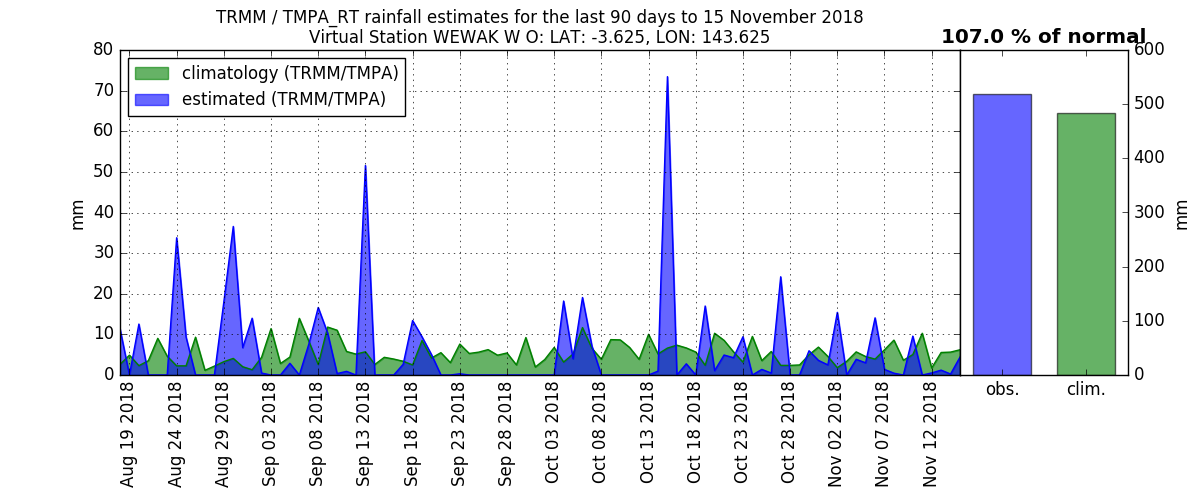 TRMM / TMPA_RT rainfall estimates for the last 90 days to 15 November 2018
Virtual Station WEWAK W O: LAT: -3.625, LON: 143.625
107.0 % of normal
climatology (TRMM/TMPA)
estimated (TRMM/TMPA)
80
70
60
50
40
30
20
10
0
mm
Aug 19 2018
Aug 24 2018
Aug 29 2018
Sep 03 2018
Sep 08 2018
Sep 13 2018
Sep 18 2018
Sep 23 2018
Sep 28 2018
Oct 03 2018
Oct 08 2018
Oct 13 2018
Oct 18 2018
Oct 23 2018
Oct 28 2018
Nov 02 2018
Nov 07 2018
Nov 12 2018
obs.
clim.
600
500
400
300
200
100
0
mm